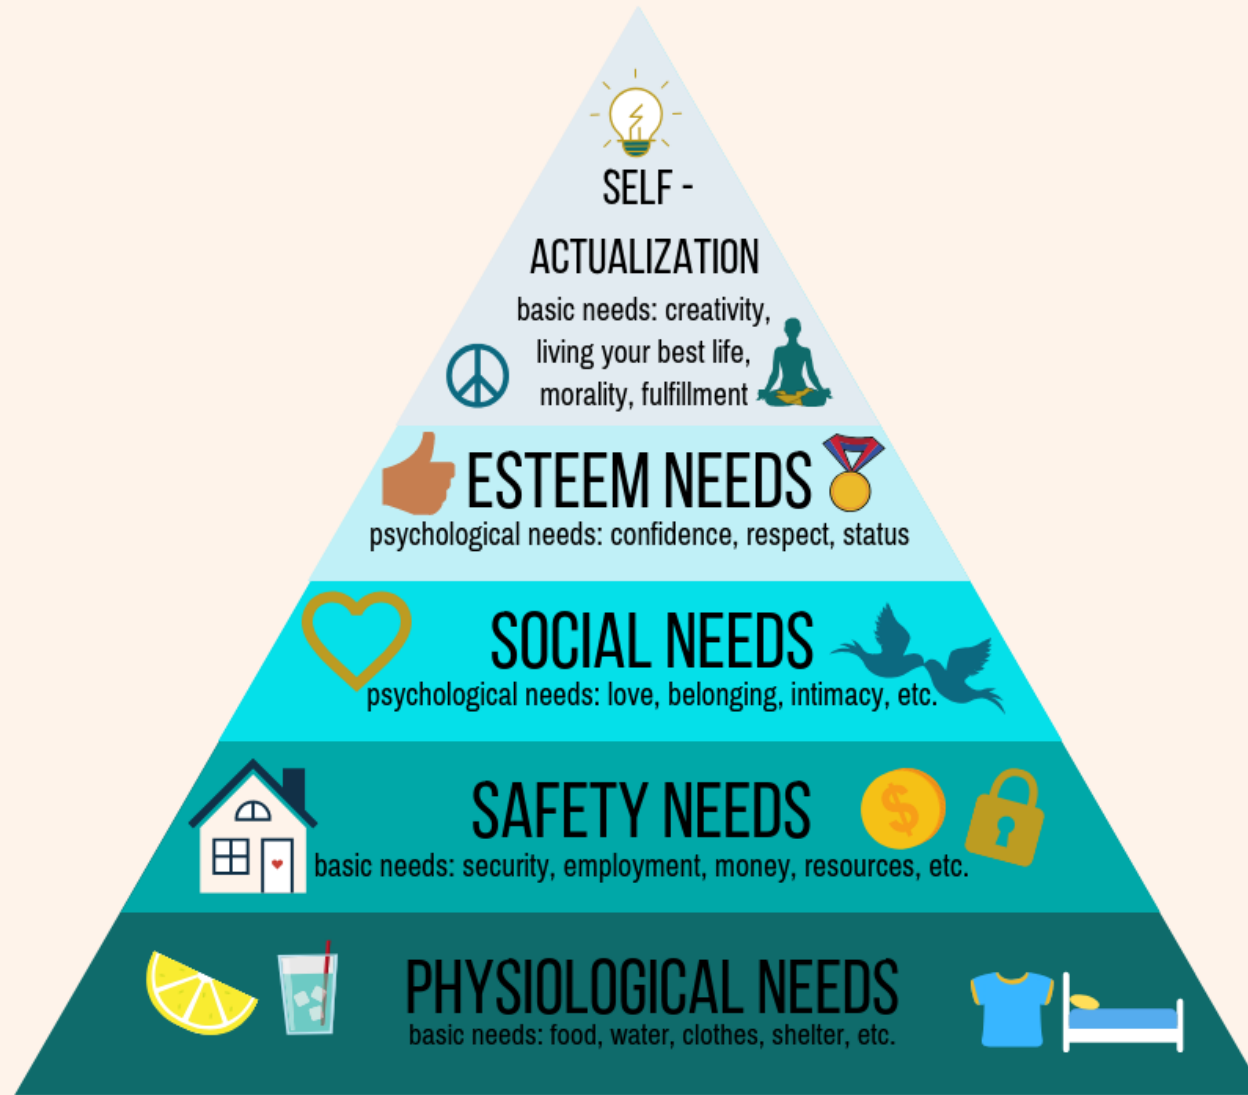 SELF -
ACTUALIZATION
basic needs: creativity,
living your best life,
morality, fulfillment
ESTEEM NEEDS
psychological needs: confidence, respect, status
SOCIAL NEEDS
psychological needs: love, belonging, intimacy, etc.
SAFETY NEEDS
$
basic needs: security, employment, money, resources, etc.
PHYSIOLOGICAL NEEDS
basic needs: food, water, clothes, shelter, etc.